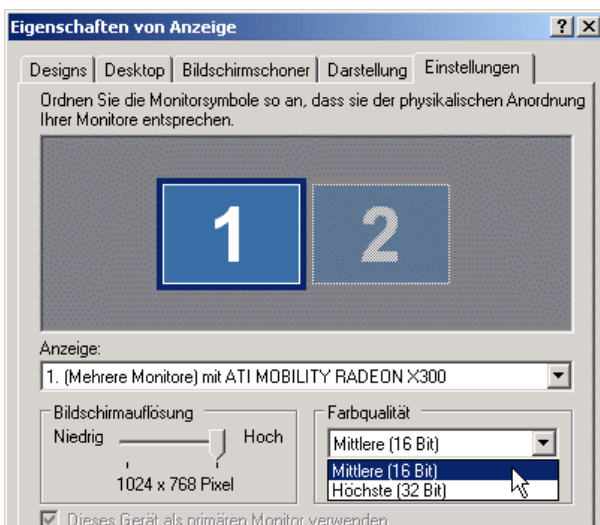 Eigenschaften von Anzeige
Designs Desktop Bildschirmschoner Darstellung Einstellungen
Ordnen Sie die Monitorsymbole so an, dass sie der physikalischen Anordnung
Ihrer Monitore entsprechen.
1 2
Anzeige:
1. (Mehrere Monitore) mit ATI MOBILITY RADEON X300
Bildschirmauflösung
Niedrig Hoch
1024 x 768 Pixel
Farbqualität
Mittlere (16 Bit)
Mittlere (16 Bit)
Höchste (32 Bit)
Dieses Gerät als primären Monitor verwenden